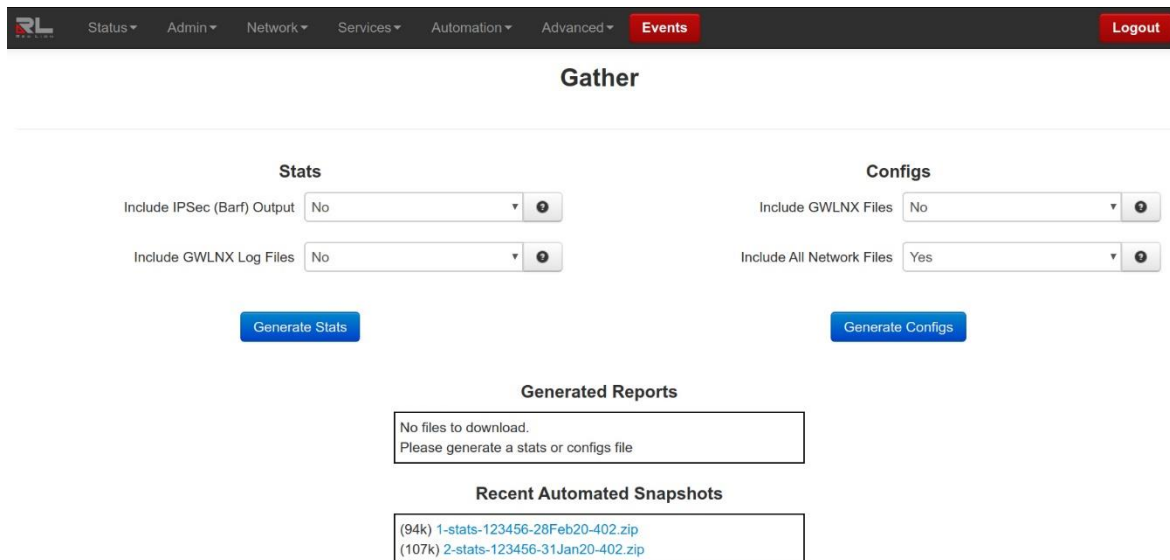 RL
RED LION
Status
Admin
Network
Services
Automation
Advanced
Events
Logout
Gather
Stats
Configs
Include IPSec (Barf) Output No
Include GWLNX Files No
Include GWLNX Log Files No
Include All Network Files Yes
Generate Stats
Generate Configs
Generated Reports
No files to download.
Please generate a stats or configs file
Recent Automated Snapshots
(94k) 1-stats-123456-28Feb20-402.zip
(107k) 2-stats-123456-31Jan20-402.zip